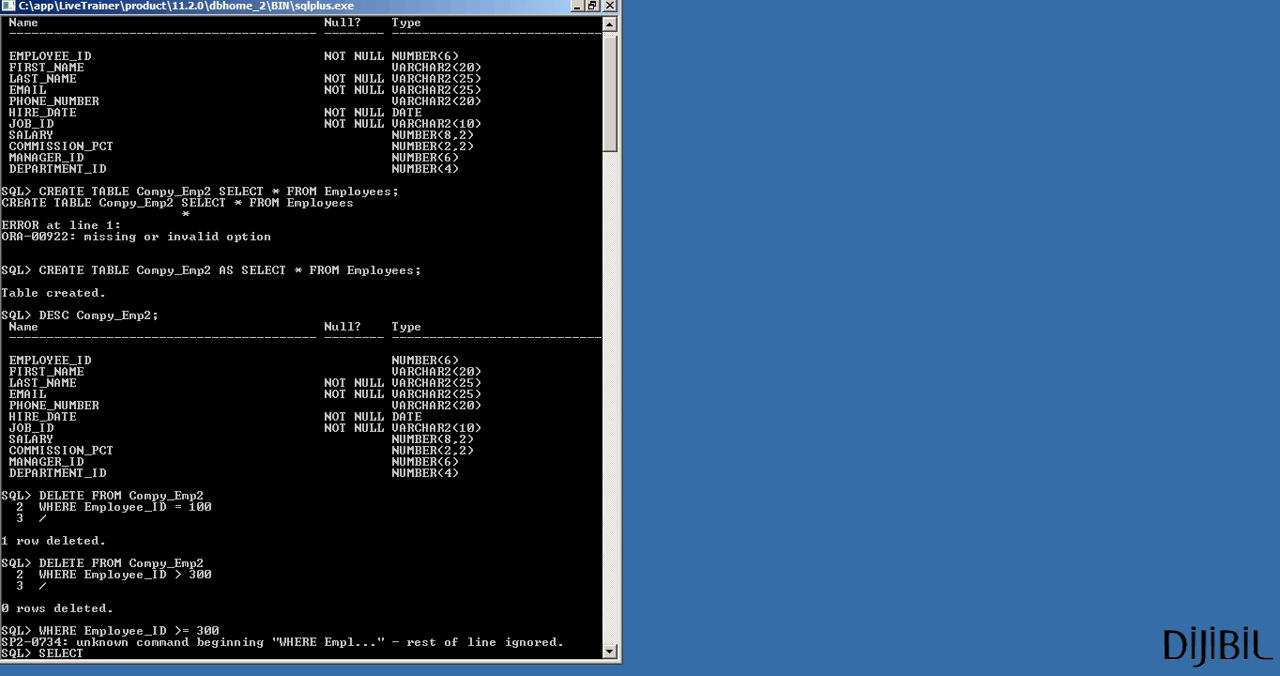 C:\app\LiveTrainer\product\11.2.0\dbhome_2\BIN\sqlplus.exe
Name Null? Type
----------------------------------------- -------- ----------------------------
EMPLOYEE_ID NOT NULL NUMBER(6)
FIRST_NAME VARCHAR2(20)
LAST_NAME NOT NULL VARCHAR2(25)
EMAIL NOT NULL VARCHAR2(25)
PHONE_NUMBER VARCHAR2(20)
HIRE_DATE NOT NULL DATE
JOB_ID NOT NULL VARCHAR2(10)
SALARY NUMBER(8,2)
COMMISSION_PCT NUMBER(2,2)
MANAGER_ID NUMBER(6)
DEPARTMENT_ID NUMBER(4)
SQL> CREATE TABLE Compy_Emp2 SELECT * FROM Employees;
CREATE TABLE Compy_Emp2 SELECT * FROM Employees
*
ERROR at line 1:
ORA-00922: missing or invalid option
SQL> CREATE TABLE Compy_Emp2 AS SELECT * FROM Employees;
Table created.
SQL> DESC Compy_Emp2;
Name Null? Type
----------------------------------------- -------- ----------------------------
EMPLOYEE_ID NUMBER(6)
FIRST_NAME VARCHAR2(20)
LAST_NAME NOT NULL VARCHAR2(25)
EMAIL NOT NULL VARCHAR2(25)
PHONE_NUMBER VARCHAR2(20)
HIRE_DATE NOT NULL DATE
JOB_ID NOT NULL VARCHAR2(10)
SALARY NUMBER(8,2)
COMMISSION_PCT NUMBER(2,2)
MANAGER_ID NUMBER(6)
DEPARTMENT_ID NUMBER(4)
SQL> DELETE FROM Compy_Emp2
2 WHERE Employee_ID = 100
3 /
1 row deleted.
SQL> DELETE FROM Compy_Emp2
2 WHERE Employee_ID > 300
3 /
0 rows deleted.
SQL> WHERE Employee_ID >= 300
SP2-0734: unknown command beginning "WHERE Empl..." - rest of line ignored.
SQL> SELECT
DiJiBiL